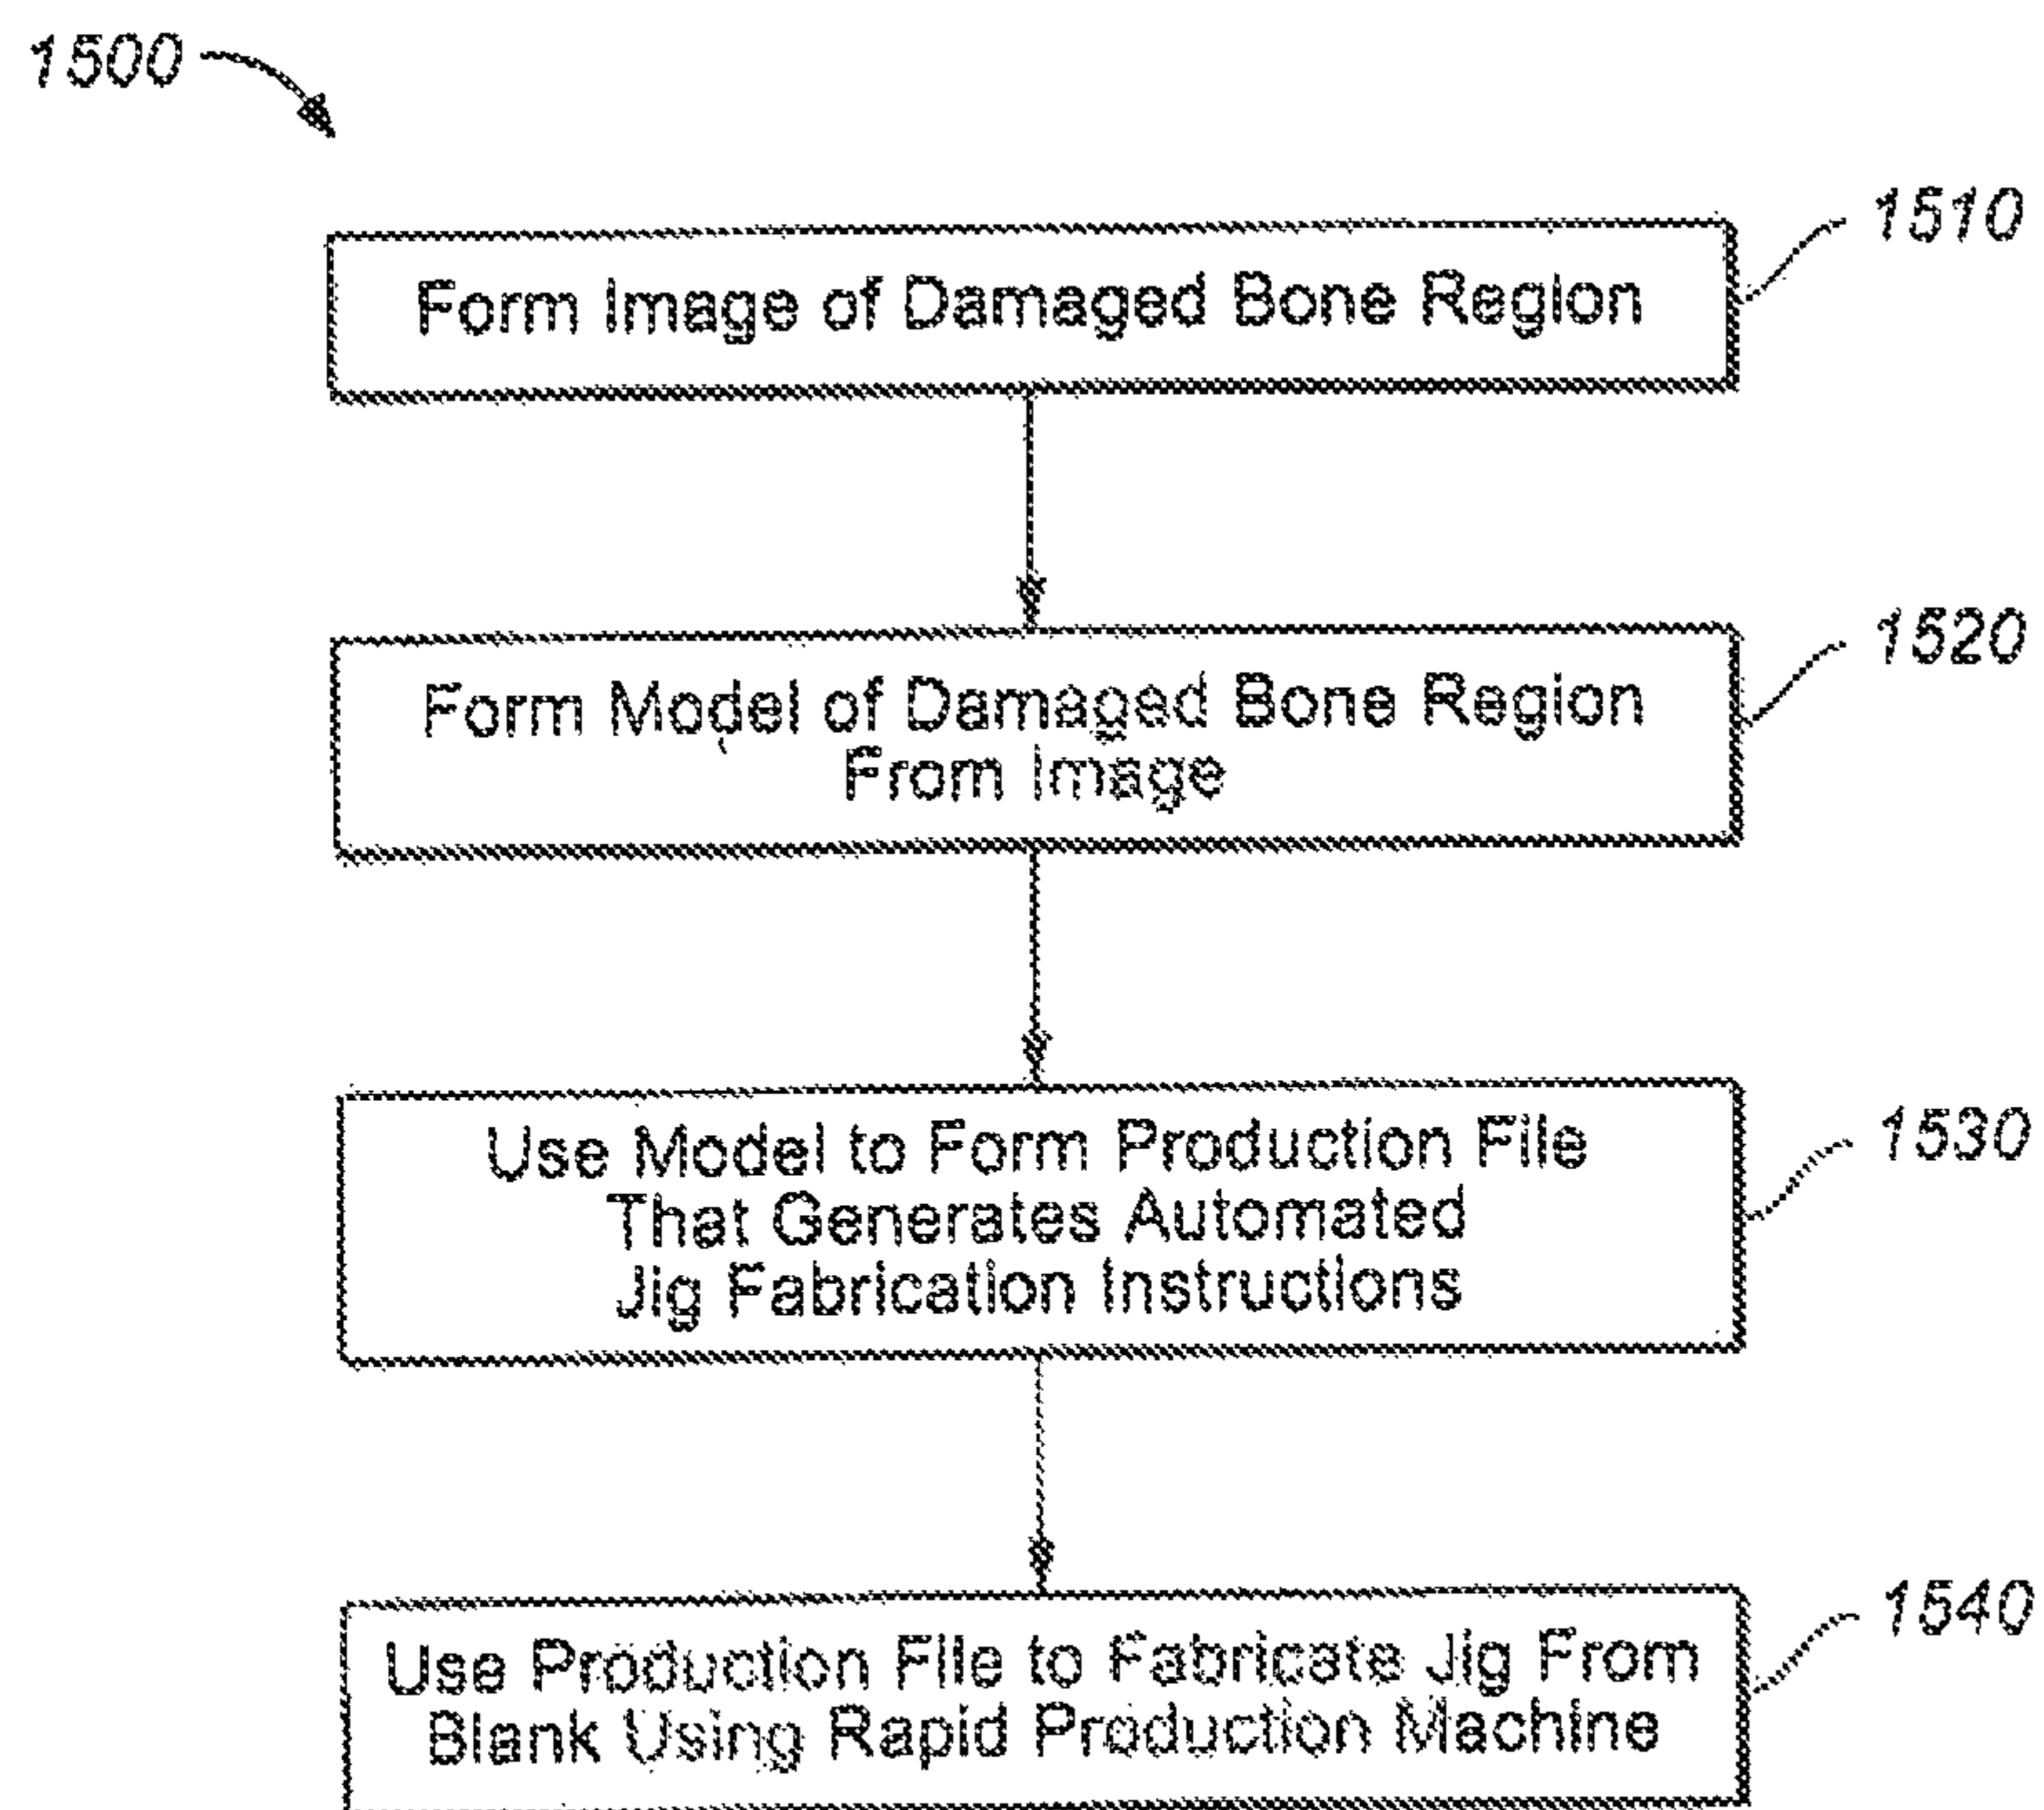 1500
1510
Form Image of Damaged Bone Region
1520
Form Model of Damaged Bone Region
From Image
1530
Use Model to Form Production File
That Generates Automated
Jig Fabrication Instructions
1540
Use Production File to Fabricate Jig From
Blank Using Rapid Production Machine